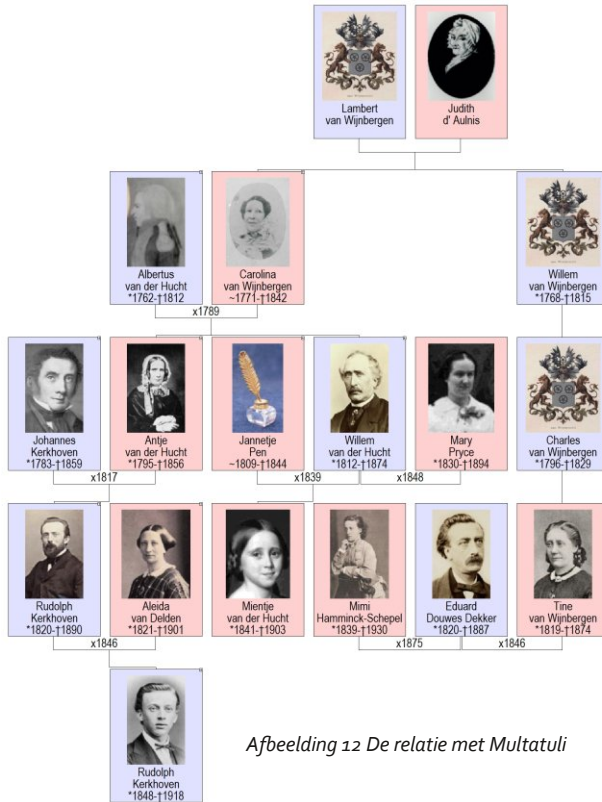 Lambert
van Wijnbergen
Judith
d' Aulnis
Albertus
van der Hucht
*1762-†1812
Carolina
van Wijnbergen
~1771-†1842
Willem
van Wijnbergen
*1768-†1815
x1789
Johannes
Kerkhoven
*1783-†1859
Antje
van der Hucht
*1795-†1856
Jannetje
Pen
~1809-†1844
Willem
van der Hucht
*1812-†1874
Mary
Pryce
*1830-†1894
Charles
van Wijnbergen
*1796-†1829
x1817
x1839
x1848
Rudolph
Kerkhoven
*1820-†1890
Aleida
van Delden
*1821-†1901
Mientje
van der Hucht
*1841-†1903
Mimi
Hamminck-Schepel
*1839-†1930
Eduard
Douwes Dekker
*1820-†1887
Tine
van Wijnbergen
*1819-†1874
x1846
x1875
x1846
Rudolph
Kerkhoven
*1848-†1918
Afbeelding 12 De relatie met Multatuli